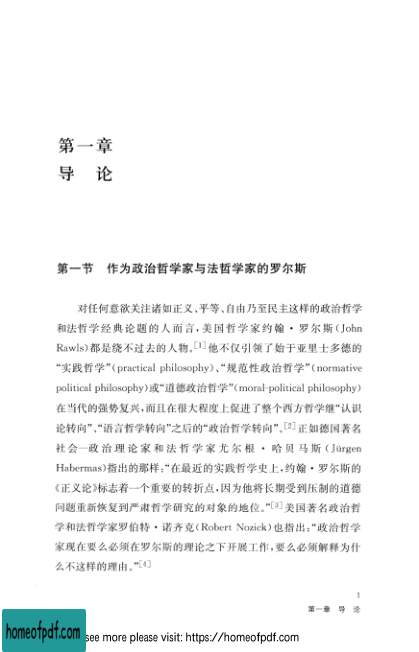 第一章
导 论
第一节 作为政治哲学家与法哲学家的罗尔斯
对任何意欲关注诸如正义、平等、自由乃至民主这样的政治哲学
和法哲学经典论题的人而言,美国哲学家约翰·罗尔斯(John
Rawls)都是绕不过去的人物。[1]他不仅引领了始于亚里士多德的
“实践哲学”(practical philosophy)、“规范性政治哲学”(normative
political philosophy)或“道德政治哲学”(moral-political philosophy)
在当代的强势复兴,而且在很大程度上促进了整个西方哲学继“认识
论转向”、“语言哲学转向”之后的“政治哲学转向”。[2]正如德国著名
社会—政治理论家和法哲学家尤尔根·哈贝马斯(Jürgen
Habermas)指出的那样:“在最近的实践哲学史上,约翰·罗尔斯的
《正义论》标志着一个重要的转折点,因为他将长期受到压制的道德
问题重新恢复到严肃哲学研究的对象的地位。”[3]美国著名政治哲
学和法哲学家罗伯特·诺齐克(Robert Nozick)也指出:“政治哲学
家现在要么必须在罗尔斯的理论之下开展工作,要么必须解释为什
么不这样的理由。”[4]
1
第一章 导 论
homeofpdf.com
see more please visit: https://homeofpdf.com